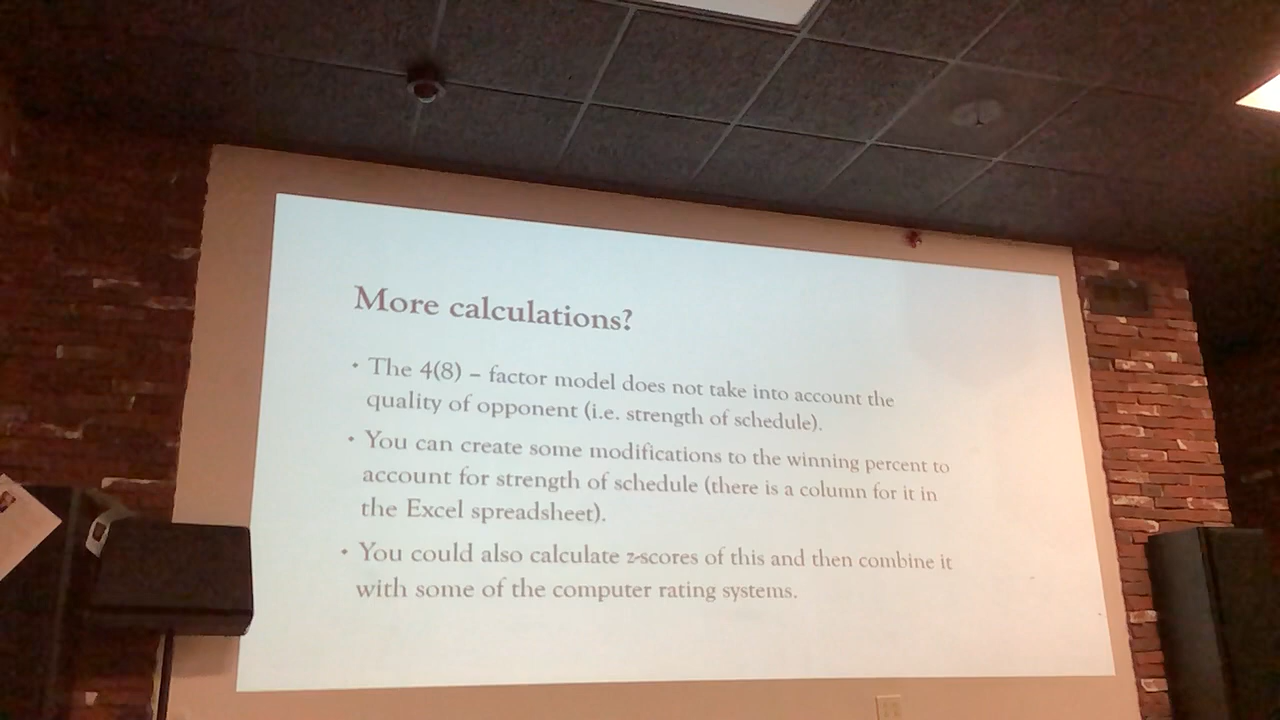 More calculations?
• The 4(8) – factor model does not take into account the
quality of opponent (i.e. strength of schedule).
• You can create some modifications to the winning percent to
account for strength of schedule (there is a column for it in
the Excel spreadsheet).
• You could also calculate z-scores of this and then combine it
with some of the computer rating systems.